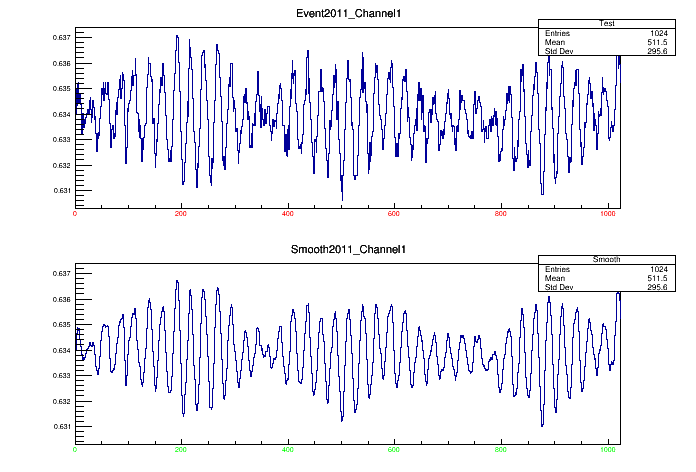 Event2011_Channel1
Test
Entries 1024
Mean 511.5
Std Dev 295.6
0.637
0.636
0.635
0.634
0.633
0.632
0.631
0 200 400 600 800 1000
Smooth2011_Channel1
Smooth
Entries 1024
Mean 511.5
Std Dev 295.6
0.637
0.636
0.635
0.634
0.633
0.632
0.631
0 200 400 600 800 1000